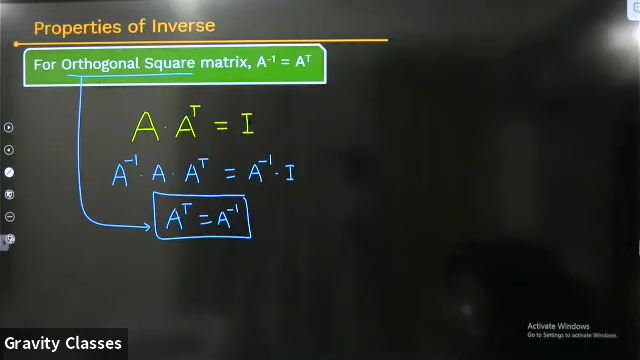 Properties of Inverse
For Orthogonal Square matrix, A⁻¹ = Aᵀ
A · Aᵀ = I
A⁻¹ · A · Aᵀ = A⁻¹ · I
Aᵀ = A⁻¹
Activate Windows
Go to Settings to activate Windows.
Gravity Classes